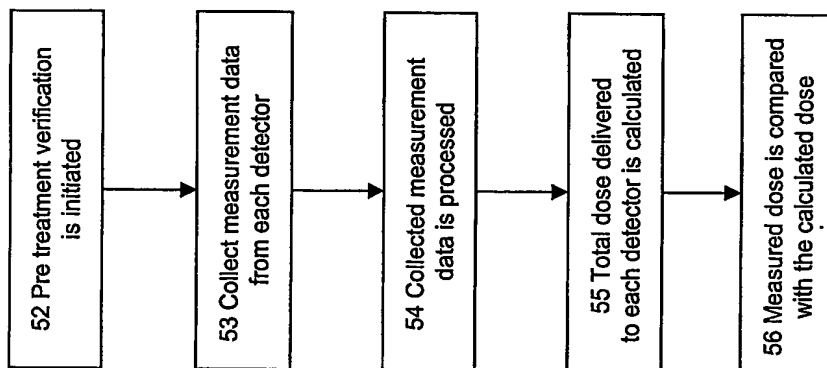 52 Pre treatment verification
is initiated
53 Collect measurement data
from each detector
54 Collected measurement
data is processed
55 Total dose delivered
to each detector is calculated
56 Measured dose is compared
with the calculated dose